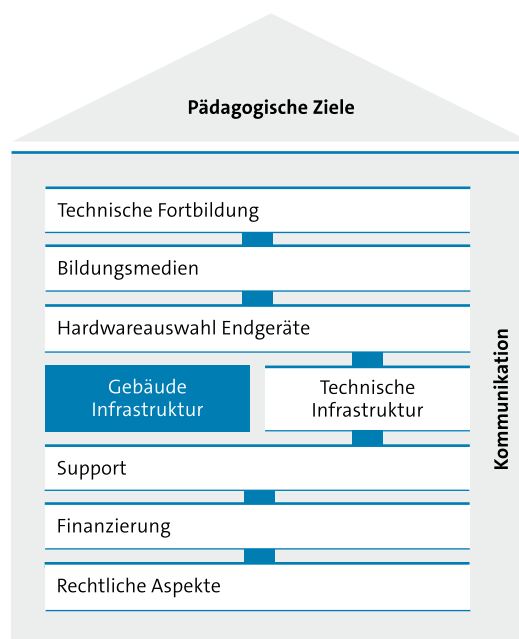 Pädagogische Ziele
Technische Fortbildung
Bildungsmedien
Hardwareauswahl Endgeräte
Gebäude
Infrastruktur
Technische
Infrastruktur
Support
Finanzierung
Rechtliche Aspekte
Kommunikation